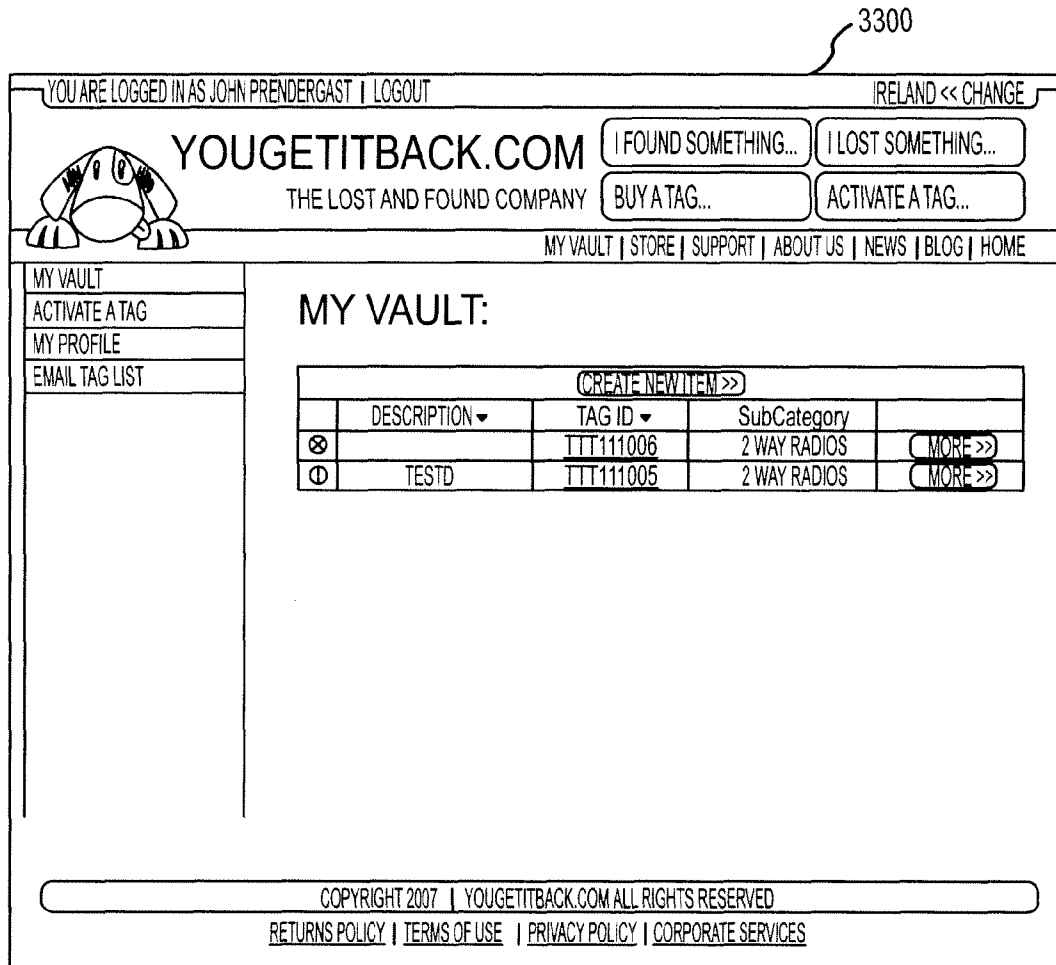 3300
YOU ARE LOGGED IN AS JOHN PRENDERGAST | LOGOUT IRELAND << CHANGE
YOUGETITBACK.COM
THE LOST AND FOUND COMPANY
I FOUND SOMETHING... I LOST SOMETHING...
BUY A TAG... ACTIVATE A TAG...
MY VAULT | STORE | SUPPORT | ABOUT US | NEWS | BLOG | HOME
MY VAULT
ACTIVATE A TAG
MY PROFILE
EMAIL TAG LIST
MY VAULT:
CREATE NEW ITEM >>
DESCRIPTION TAG ID SubCategory
TTT111006 2 WAY RADIOS MORE >>
TESTD TTT111005 2 WAY RADIOS MORE >>
COPYRIGHT 2007 | YOUGETITBACK.COM ALL RIGHTS RESERVED
RETURNS POLICY | TERMS OF USE | PRIVACY POLICY | CORPORATE SERVICES